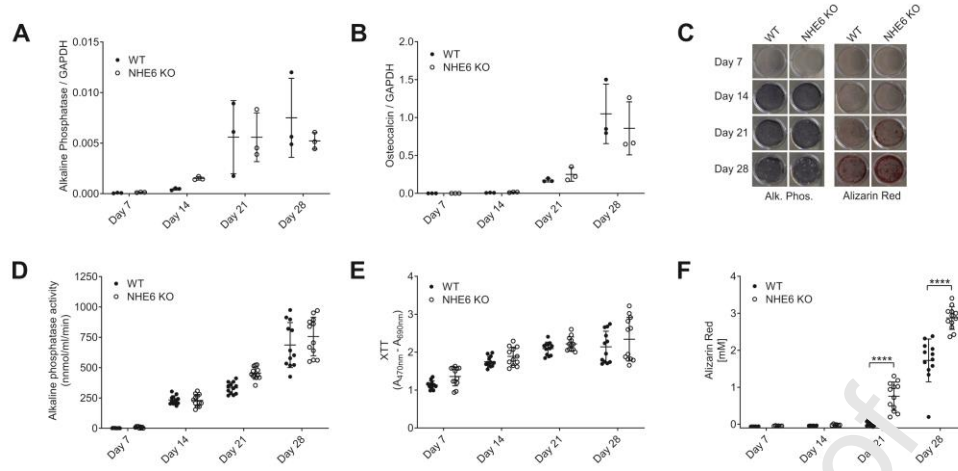 A
Alkaline Phosphatase / GAPDH
0.015
0.010
0.005
0.000
WT
NHE6 KO
Day 7
Day 14
Day 21
Day 28
B
Osteocalcin / GAPDH
2.0
1.5
1.0
0.5
0.0
WT
NHE6 KO
Day 7
Day 14
Day 21
Day 28
C
WT
NHE6 KO
WT
NHE6 KO
Day 7
Day 14
Day 21
Day 28
Alk. Phos.
Alizarin Red
D
Alkaline phosphatase activity
(nnmol/ml/min)
1250
1000
750
500
250
0
WT
NHE6 KO
Day 7
Day 14
Day 21
Day 28
E
XTT
(A470nm - A690nm)
4
3
2
1
0
WT
NHE6 KO
Day 7
Day 14
Day 21
Day 28
F
Alizarin Red
[mM]
4
3
2
1
0
WT
NHE6 KO
****
****
Day 7
Day 14
Day 21
Day 28